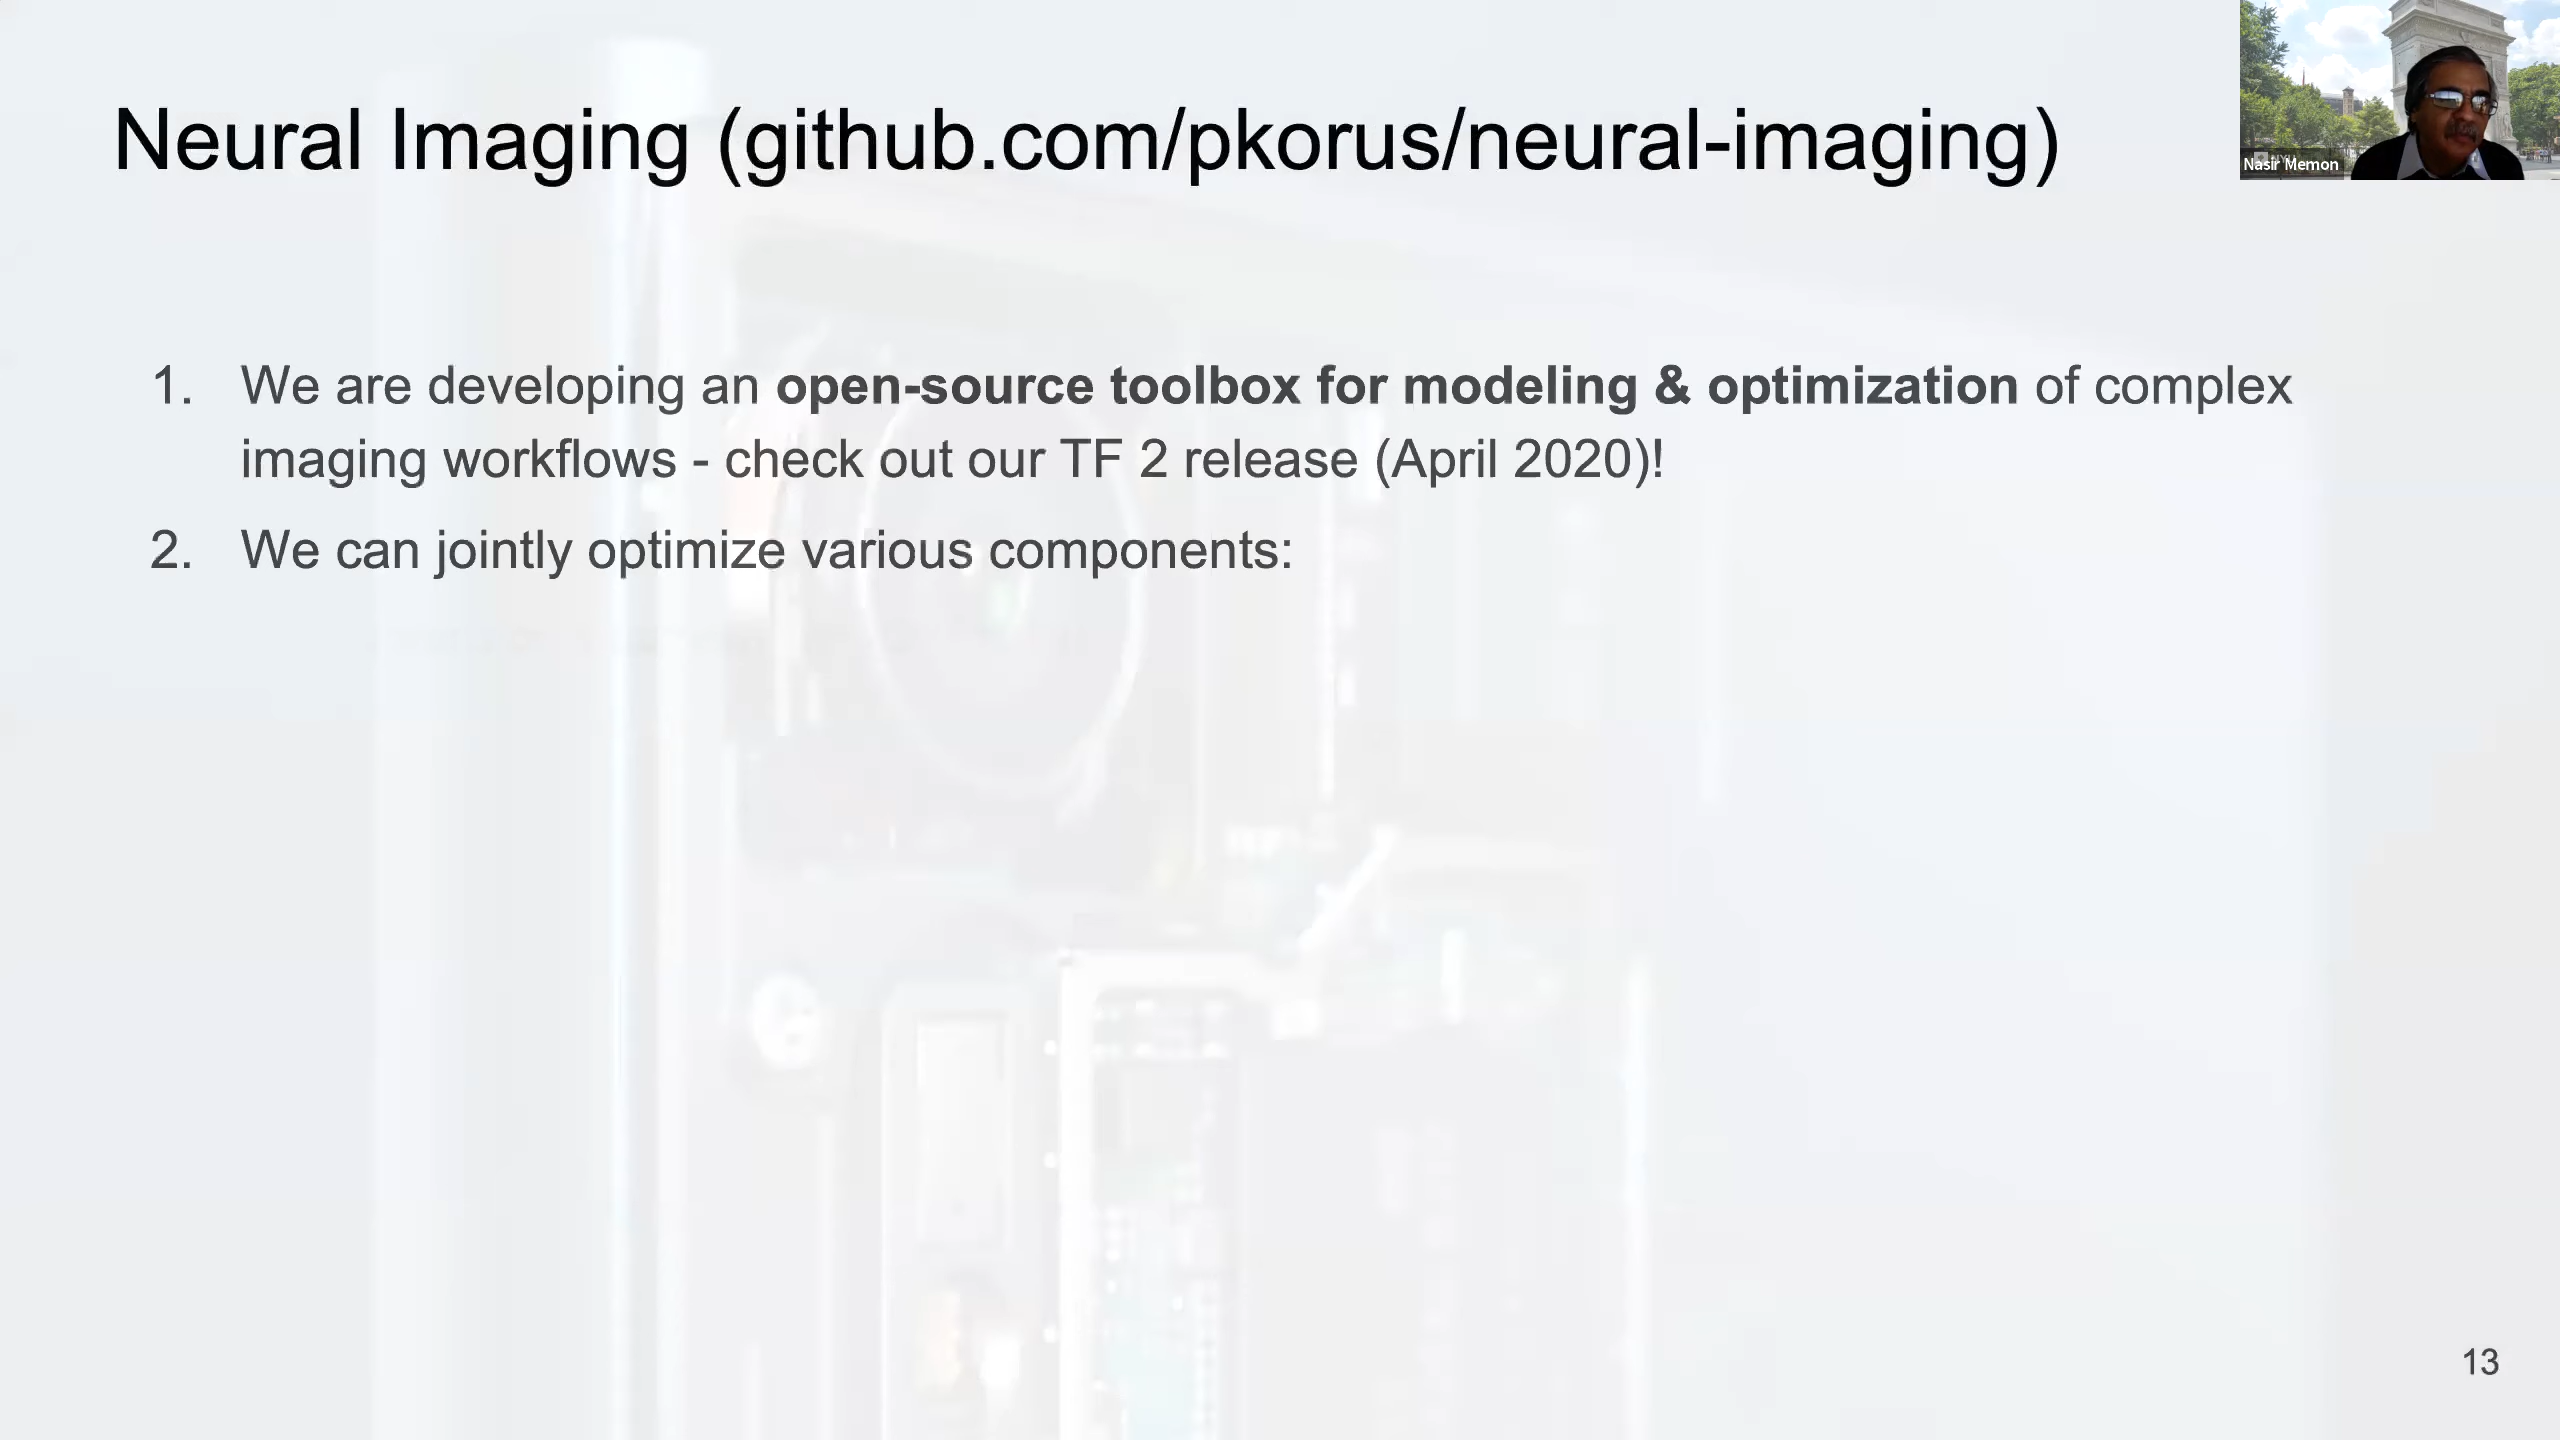 Neural Imaging (github.com/pkorus/neural-imaging)
Nasir Memon
1. We are developing an open-source toolbox for modeling & optimization of complex
imaging workflows - check out our TF 2 release (April 2020)!
2. We can jointly optimize various components:
13